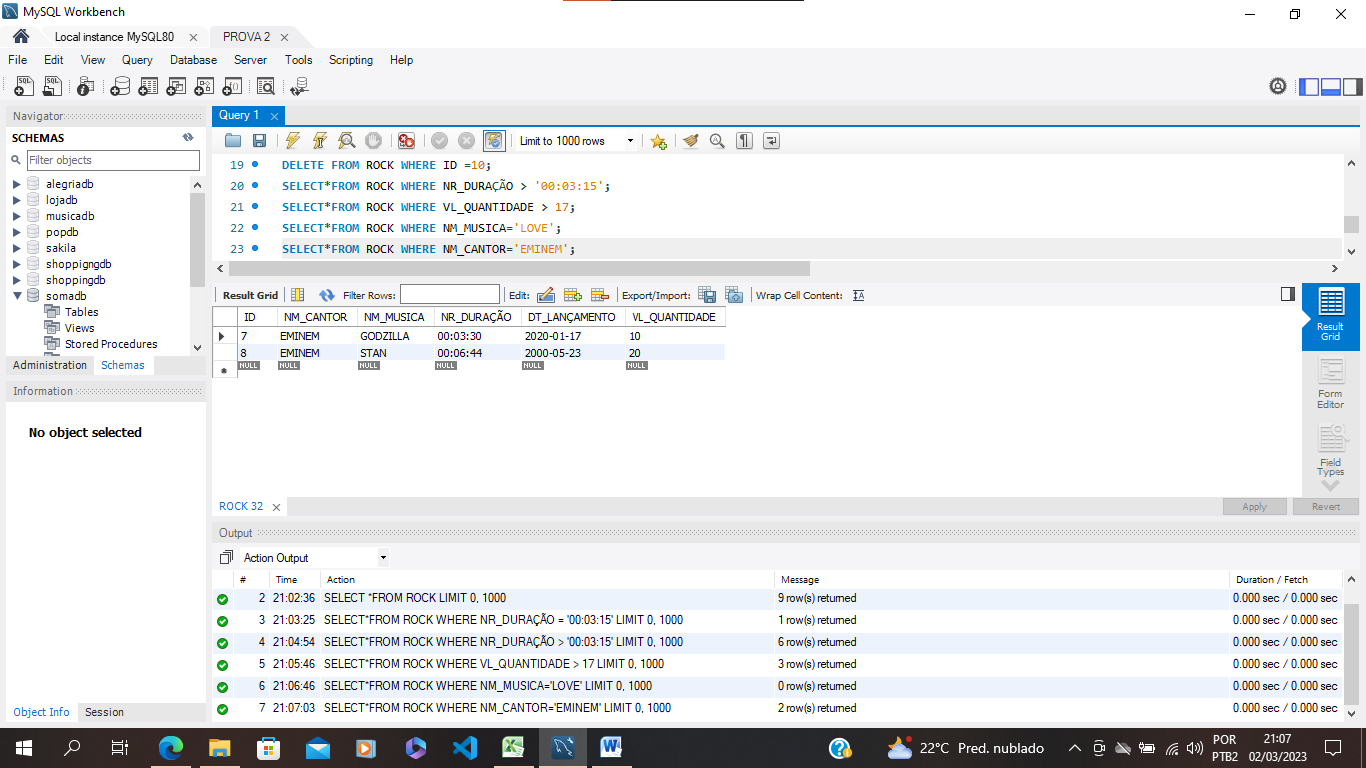 MySQL Workbench
Local instance MySQL80
PROVA 2
File Edit View Query Database Server Tools Scripting Help
Navigator
SCHEMAS
Filter objects
alegriadb
lojadb
musicadb
popdb
sakila
shoppigngdb
shoppingdb
somadb
Tables
Views
Stored Procedures
Administration Schemas
Information
No object selected
Object Info Session
Query 1
Limit to 1000 rows
19 DELETE FROM ROCK WHERE ID =10;
20 SELECT*FROM ROCK WHERE NR_DURAÇÃO > '00:03:15';
21 SELECT*FROM ROCK WHERE VL_QUANTIDADE > 17;
22 SELECT*FROM ROCK WHERE NM_MUSICA='LOVE';
23 SELECT*FROM ROCK WHERE NM_CANTOR='EMINEM';
Result Grid Filter Rows: Edit: Export/Import: Wrap Cell Content:
ID NM_CANTOR NM_MUSICA NR_DURAÇÃO DT_LANÇAMENTO VL_QUANTIDADE
7 EMINEM GODZILLA 00:03:30 2020-01-17 10
8 EMINEM STAN 00:06:44 2000-05-23 20
NULL NULL NULL NULL NULL NULL
Result
Grid
Form
Editor
Field
Types
ROCK 32
Apply Revert
Output
Action Output
# Time Action Message Duration / Fetch
2 21:02:36 SELECT *FROM ROCK LIMIT 0, 1000 9 row(s) returned 0.000 sec / 0.000 sec
3 21:03:25 SELECT*FROM ROCK WHERE NR_DURAÇÃO = '00:03:15' LIMIT 0, 1000 1 row(s) returned 0.000 sec / 0.000 sec
4 21:04:54 SELECT*FROM ROCK WHERE NR_DURAÇÃO > '00:03:15' LIMIT 0, 1000 6 row(s) returned 0.000 sec / 0.000 sec
5 21:05:46 SELECT*FROM ROCK WHERE VL_QUANTIDADE > 17 LIMIT 0, 1000 3 row(s) returned 0.000 sec / 0.000 sec
6 21:06:46 SELECT*FROM ROCK WHERE NM_MUSICA='LOVE' LIMIT 0, 1000 0 row(s) returned 0.000 sec / 0.000 sec
7 21:07:03 SELECT*FROM ROCK WHERE NM_CANTOR='EMINEM' LIMIT 0, 1000 2 row(s) returned 0.000 sec / 0.000 sec
22°C Pred. nublado
POR
PTB2
21:07
02/03/2023